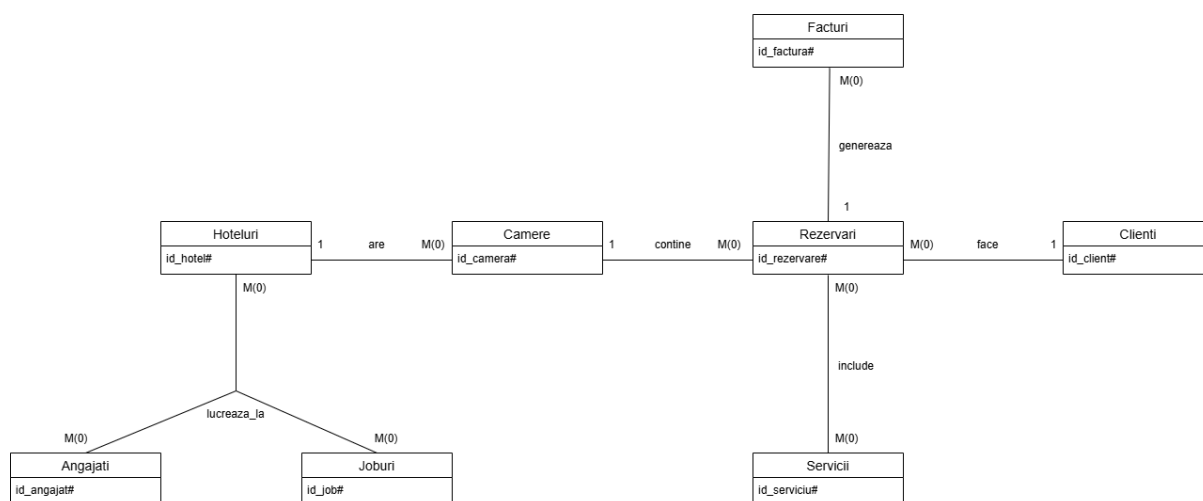 Facturi
id_factura#
M(0)
genereaza
1
Hoteluri
id_hotel#
1 are M(0)
Camere
id_camera#
1 contine M(0)
Rezervari
id_rezervare#
M(0) face 1
Clienti
id_client#
M(0)
M(0)
include
lucreaza_la
M(0)
M(0)
M(0)
Angajati
id_angajat#
Joburi
id_job#
Servicii
id_serviciu#